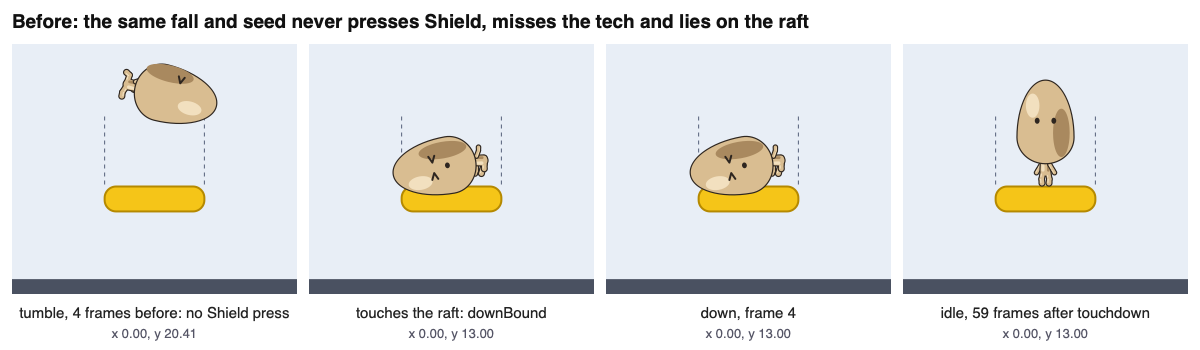 Before: the same fall and seed never presses Shield, misses the tech and lies on the raft
tumble, 4 frames before: no Shield press
x 0.00, y 20.41
touches the raft: downBound
x 0.00, y 13.00
down, frame 4
x 0.00, y 13.00
idle, 59 frames after touchdown
x 0.00, y 13.00